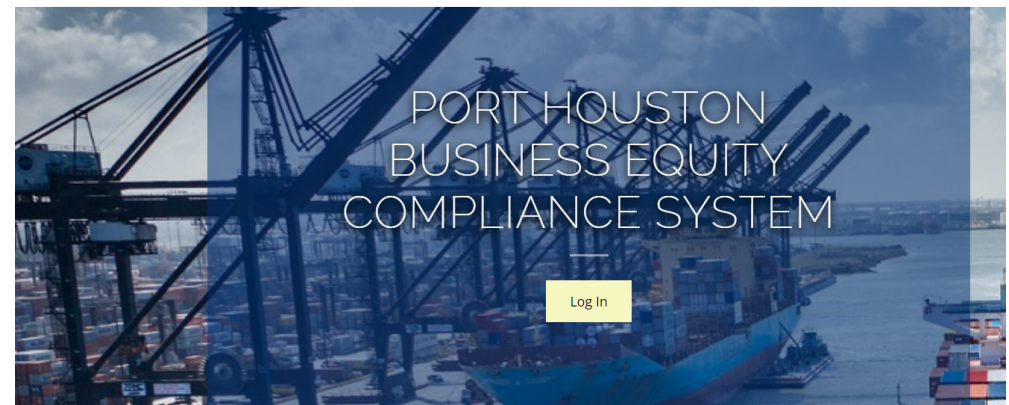 PORT HOUSTON
BUSINESS EQUITY
COMPLIANCE SYSTEM
Log In